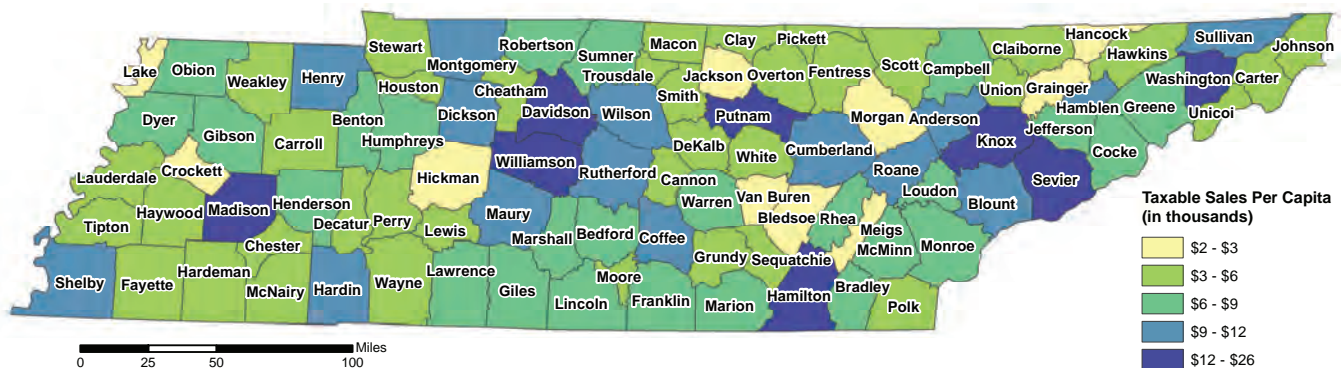 Lake
Obion
Weakley
Henry
Stewart
Houston
Montgomery
Robertson
Cheatham
Dickson
Davidson
Sumner
Trousdale
Wilson
Macon
Smith
Clay
Jackson
Pickett
Overton
Fentress
Putnam
Scott
Campbell
Morgan
Anderson
Claiborne
Union
Grainger
Hancock
Hawkins
Hamblen
Jefferson
Greene
Sullivan
Washington
Unicoi
Carter
Johnson
Dyer
Gibson
Carroll
Benton
Humphreys
Hickman
Williamson
Rutherford
DeKalb
Cannon
White
Cumberland
Warren
Van Buren
Bledsoe
Rhea
Roane
Loudon
Knox
Blount
Sevier
Cocke
Lauderdale
Crockett
Haywood
Madison
Henderson
Decatur
Perry
Lewis
Maury
Marshall
Bedford
Coffee
Grundy
Sequatchie
Meigs
McMinn
Monroe
Tipton
Chester
Shelby
Fayette
Hardeman
McNairy
Hardin
Wayne
Lawrence
Giles
Lincoln
Moore
Franklin
Marion
Hamilton
Bradley
Polk
Taxable Sales Per Capita
(in thousands)
$2 - $3
$3 - $6
$6 - $9
$9 - $12
$12 - $26
Miles
0 25 50 100